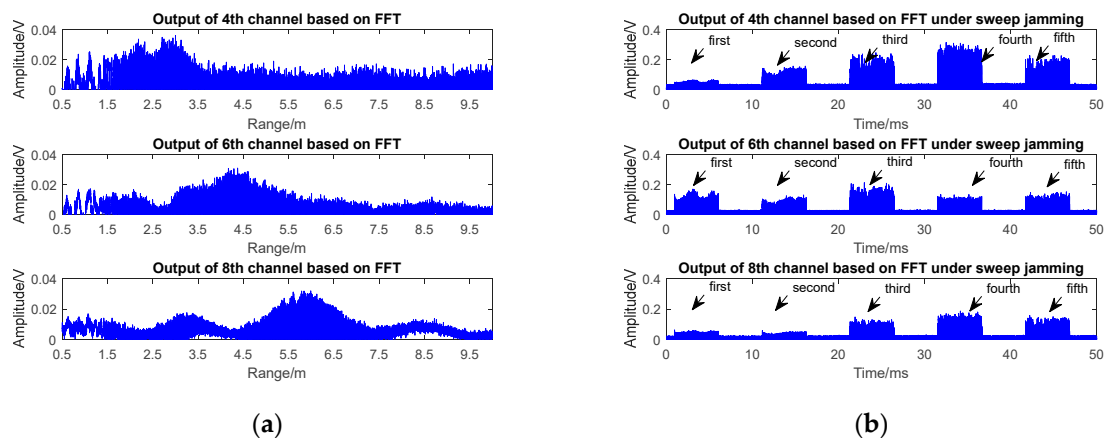 Output of 4th channel based on FFT
Amplitude/V
0.04
0.02
0
0.5 1.5 2.5 3.5 4.5 5.5 6.5 7.5 8.5 9.5
Range/m
Output of 6th channel based on FFT
Amplitude/V
0.04
0.02
0
0.5 1.5 2.5 3.5 4.5 5.5 6.5 7.5 8.5 9.5
Range/m
Output of 8th channel based on FFT
Amplitude/V
0.04
0.02
0
0.5 1.5 2.5 3.5 4.5 5.5 6.5 7.5 8.5 9.5
Range/m
(a)
Output of 4th channel based on FFT under sweep jamming
Amplitude/V
0.4
0.2
0
first second third fourth fifth
0 10 20 30 40 50
Time/ms
Output of 6th channel based on FFT under sweep jamming
Amplitude/V
0.4
0.2
0
first second third fourth fifth
0 10 20 30 40 50
Time/ms
Output of 8th channel based on FFT under sweep jamming
Amplitude/V
0.4
0.2
0
first second third fourth fifth
0 10 20 30 40 50
Time/ms
(b)